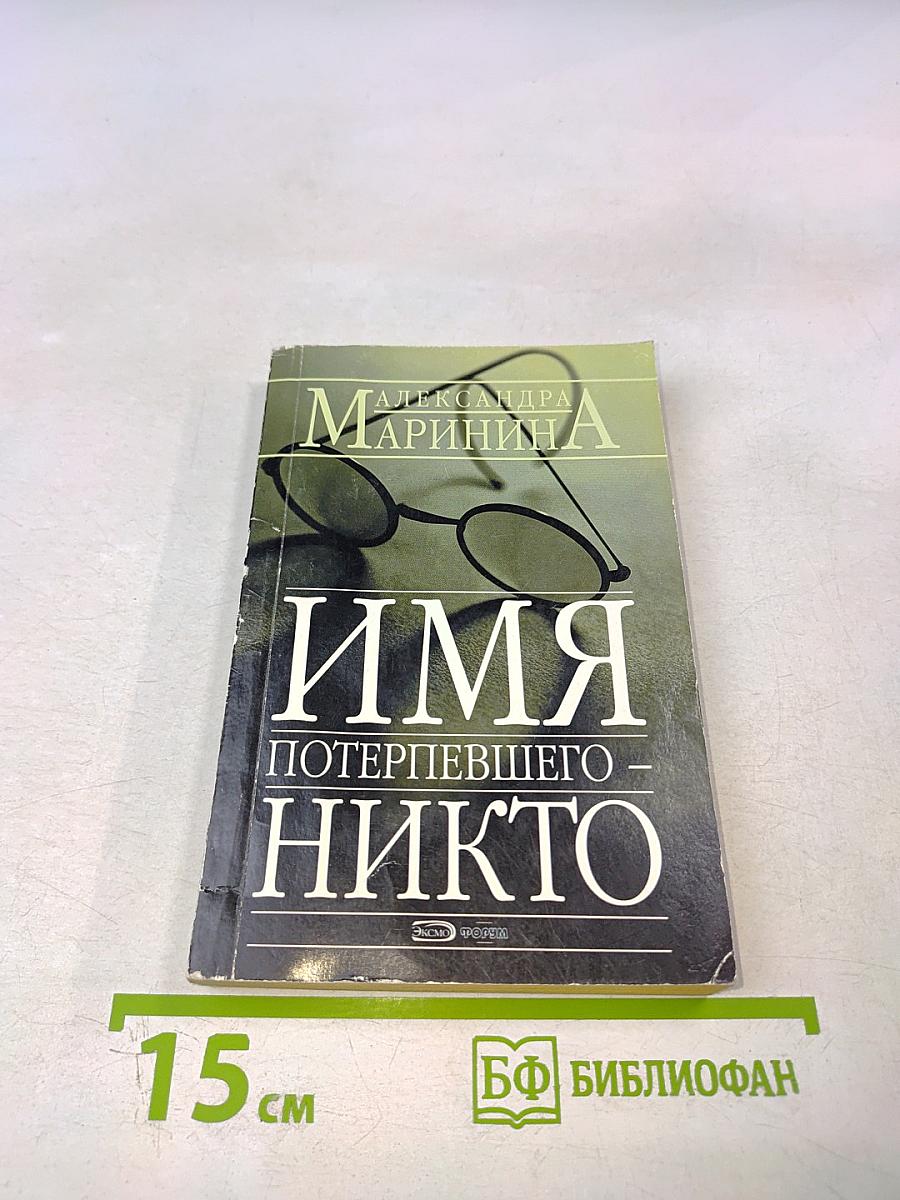 АЛЕКСАНДРА
МАРИНИНА
ИМЯ
ПОТЕРПЕВШЕГО –
НИКТО
ЭКСМО ФОРУМ
15 см
БФ БИБЛИОФАН